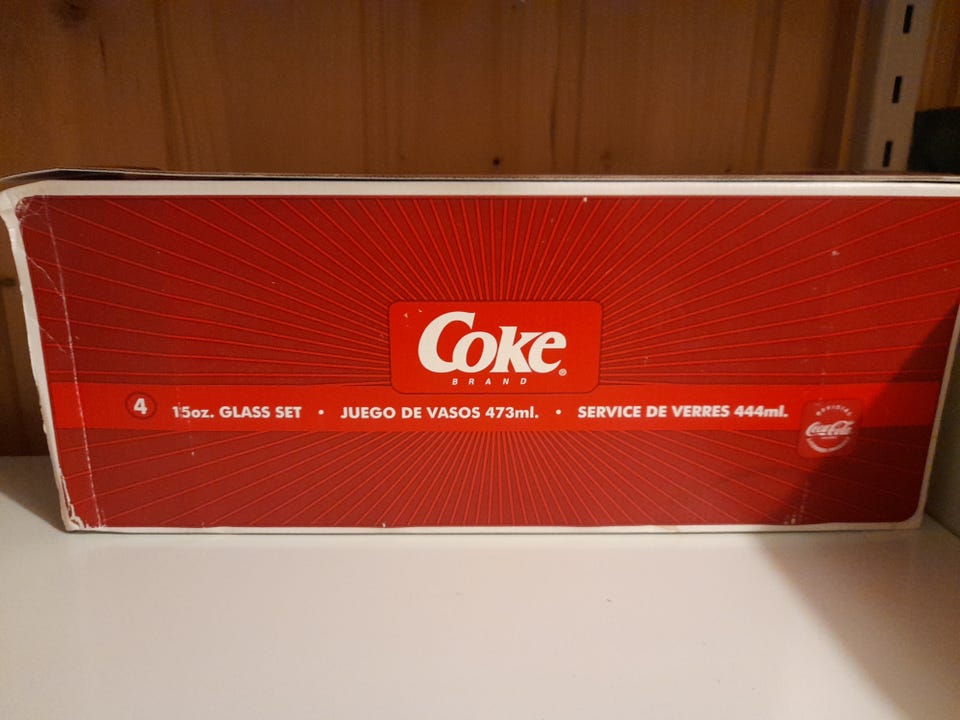 Coke®
BRAND
4 15oz. GLASS SET • JUEGO DE VASOS 473ml. • SERVICE DE VERRES 444ml.
Coca-Cola